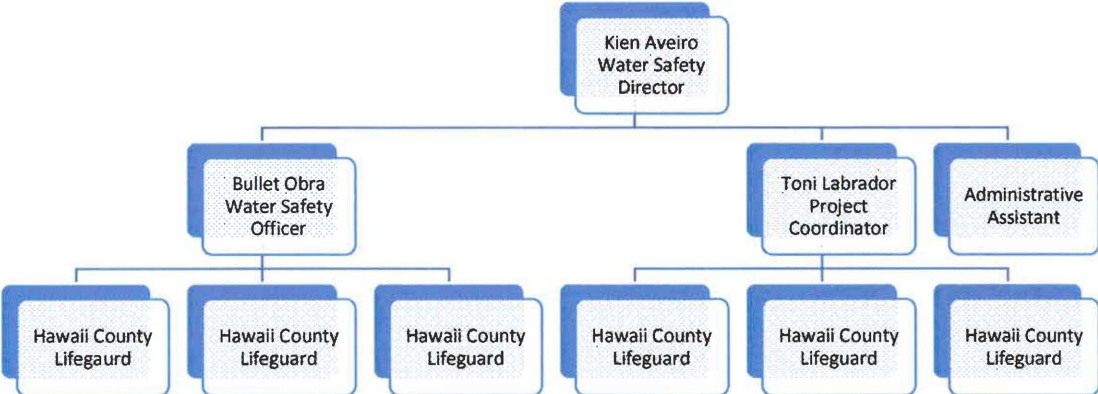 Kien Aveiro
Water Safety
Director
Bullet Obra
Water Safety
Officer
Toni Labrador
Project
Coordinator
Administrative
Assistant
Hawaii County
Lifegaurd
Hawaii County
Lifeguard
Hawaii County
Lifeguard
Hawaii County
Lifeguard
Hawaii County
Lifeguard
Hawaii County
Lifeguard